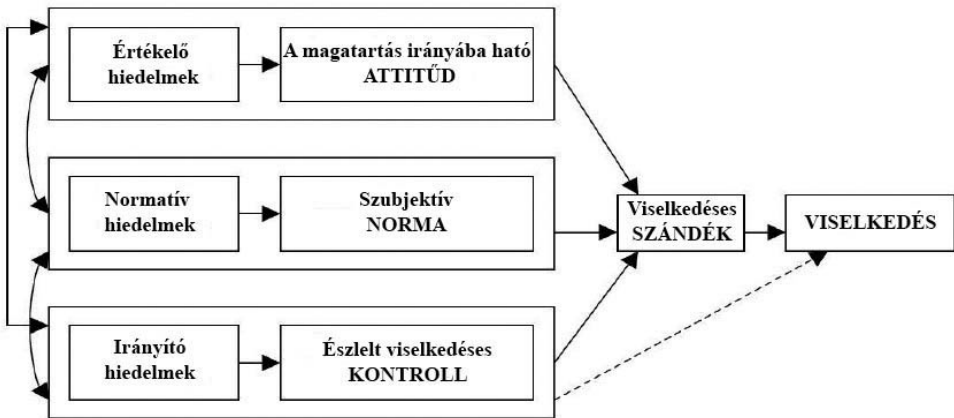 Értékelő
hiedelmek
A magatartás irányába ható
ATTITŰD
Normatív
hiedelmek
Szubjektív
NORMA
Viselkedéses
SZÁNDÉK
VISELKEDÉS
Irányító
hiedelmek
Észlelt viselkedéses
KONTROLL